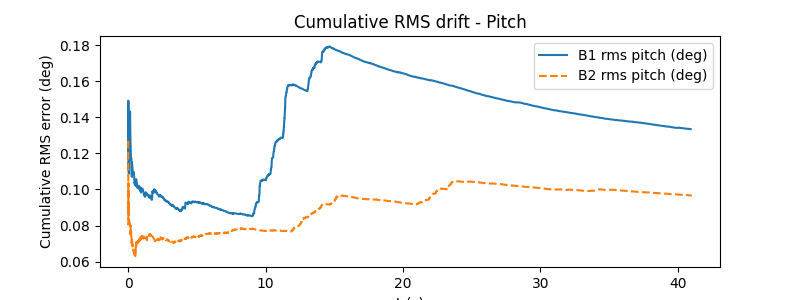 Cumulative RMS drift - Pitch
Cumulative RMS error (deg)
0.18
0.16
0.14
0.12
0.10
0.08
0.06
B1 rms pitch (deg)
B2 rms pitch (deg)
0 10 20 30 40